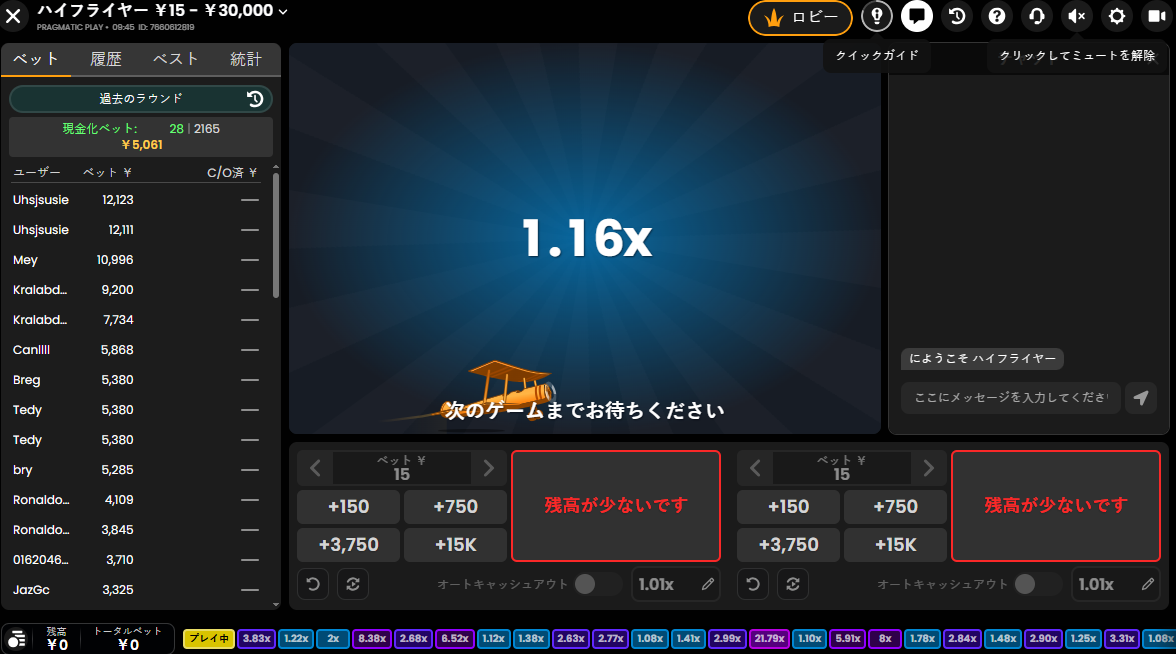 ハイフライヤー ￥15 - ￥30,000
PRAGMATIC PLAY • 09:45 ID: 7660612819
ロビー
クイックガイド
クリックしてミュートを解除
ベット 履歴 ベスト 統計
過去のラウンド
現金化ベット: 28 | 2165
￥5,061
ユーザー ベット ￥ C/O済 ￥
Uhsjsusie 12,123 —
Uhsjsusie 12,111 —
Mey 10,996 —
Kralabd... 9,200 —
Kralabd... 7,734 —
Canllll 5,868 —
Breg 5,380 —
Tedy 5,380 —
Tedy 5,380 —
bry 5,285 —
Ronaldo... 4,109 —
Ronaldo... 3,845 —
0162046... 3,710 —
JazGc 3,325 —
1.16x
次のゲームまでお待ちください
にようこそ ハイフライヤー
ここにメッセージを入力してくださ
ベット ￥
15
+150 +750
+3,750 +15K
残高が少ないです
オートキャッシュアウト 1.01x
ベット ￥
15
+150 +750
+3,750 +15K
残高が少ないです
オートキャッシュアウト 1.01x
残高
￥0
トータルベット
￥0
プレイ中 3.83x 1.22x 2x 8.38x 2.68x 6.52x 1.12x 1.38x 2.63x 2.77x 1.08x 1.41x 2.99x 21.79x 1.10x 5.91x 8x 1.78x 2.84x 1.48x 2.90x 1.25x 3.31x 1.08x